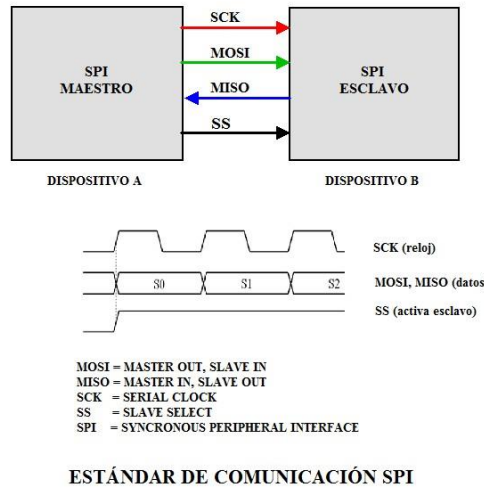 SCK
MOSI
SPI
MAESTRO
SPI
ESCLAVO
MISO
SS
DISPOSITIVO A
DISPOSITIVO B
SCK (reloj)
S0
S1
S2
MOSI, MISO (datos
SS (activa esclavo)
MOSI = MASTER OUT, SLAVE IN
MISO = MASTER IN, SLAVE OUT
SCK = SERIAL CLOCK
SS = SLAVE SELECT
SPI = SYNCRONOUS PERIPHERAL INTERFACE
ESTÁNDAR DE COMUNICACIÓN SPI